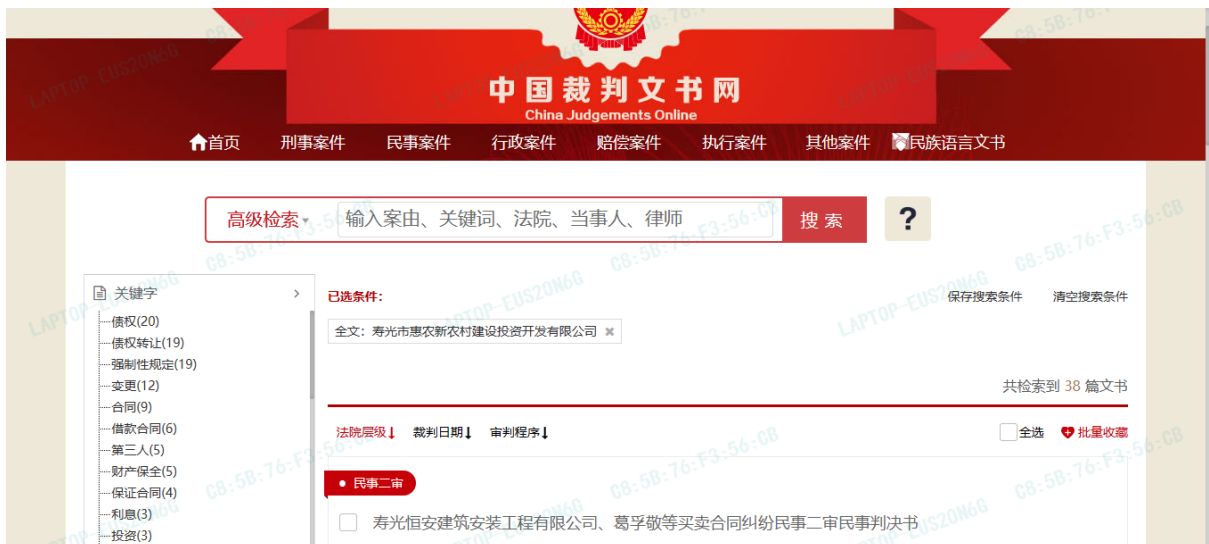 中国裁判文书网
China Judgements Online
首页 刑事案件 民事案件 行政案件 赔偿案件 执行案件 其他案件 民族语言文书
高级检索 输入案由、关键词、法院、当事人、律师 搜索 ?
关键字 >
债权(20)
债权转让(19)
强制性规定(19)
变更(12)
合同(9)
借款合同(6)
第三人(5)
财产保全(5)
保证合同(4)
利息(3)
投资(3)
已选条件:
保存搜索条件 清空搜索条件
全文：寿光市惠农新农村建设投资开发有限公司 ×
共检索到 38 篇文书
法院层级↓ 裁判日期↓ 审判程序↓
全选 批量收藏
• 民事二审
寿光恒安建筑安装工程有限公司、葛孚敬等买卖合同纠纷民事二审民事判决书
LAPTOP-EUS20N6G
C8:5B:76:F3:56:CB